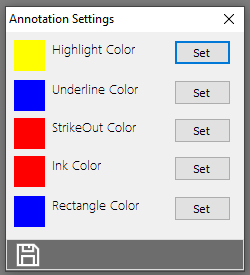 Annotation Settings
Highlight Color Set
Underline Color Set
StrikeOut Color Set
Ink Color Set
Rectangle Color Set